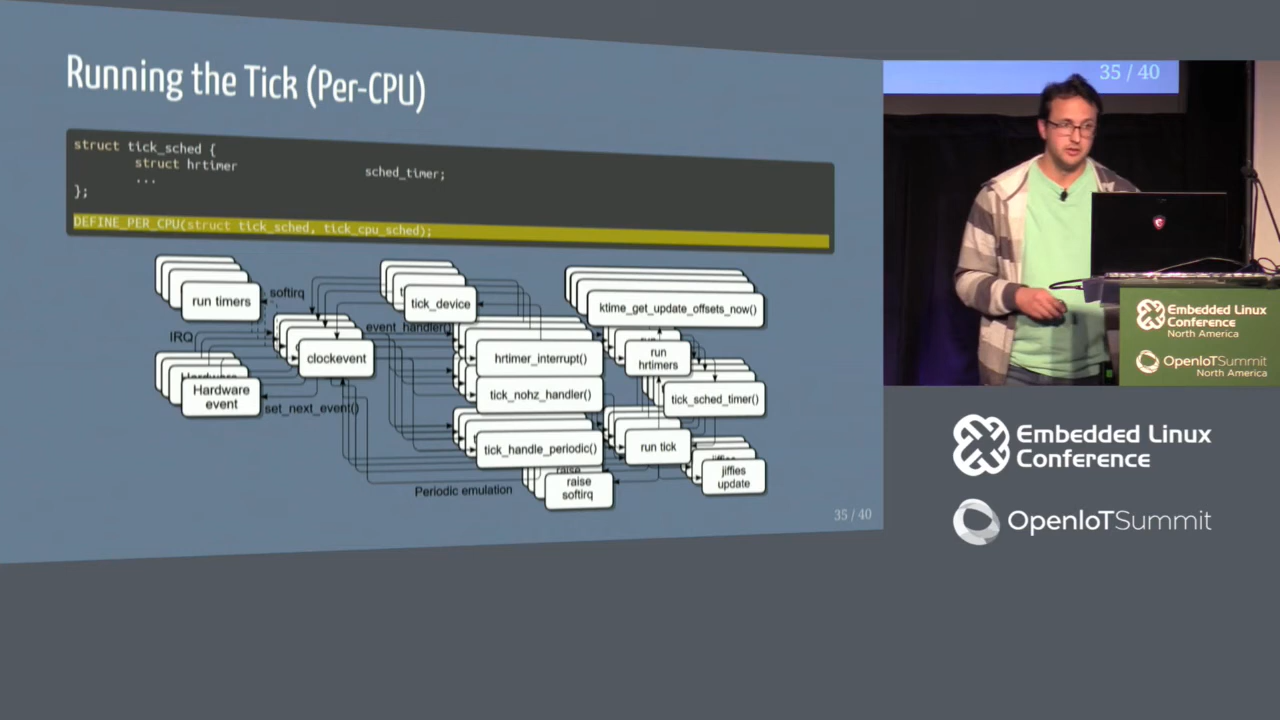 Running the Tick (Per-CPU)
struct tick_sched {
struct hrtimer sched_timer;
...
};
DEFINE_PER_CPU(struct tick_sched, tick_cpu_sched);
run timers
softirq
tick_device
ktime_get_update_offsets_now()
IRQ
event_handler()
clockevent
hrtimer_interrupt()
run
hrtimers
Hardware
Hardware
event
set_next_event()
tick_nohz_handler()
tick_sched_timer()
tick_handle_periodic()
run tick
jiffies
update
Periodic emulation
raise
softirq
35 / 40
35 / 40
Embedded Linux
Conference
North America
OpenIoTSummit
North America
Embedded Linux
Conference
OpenIoTSummit